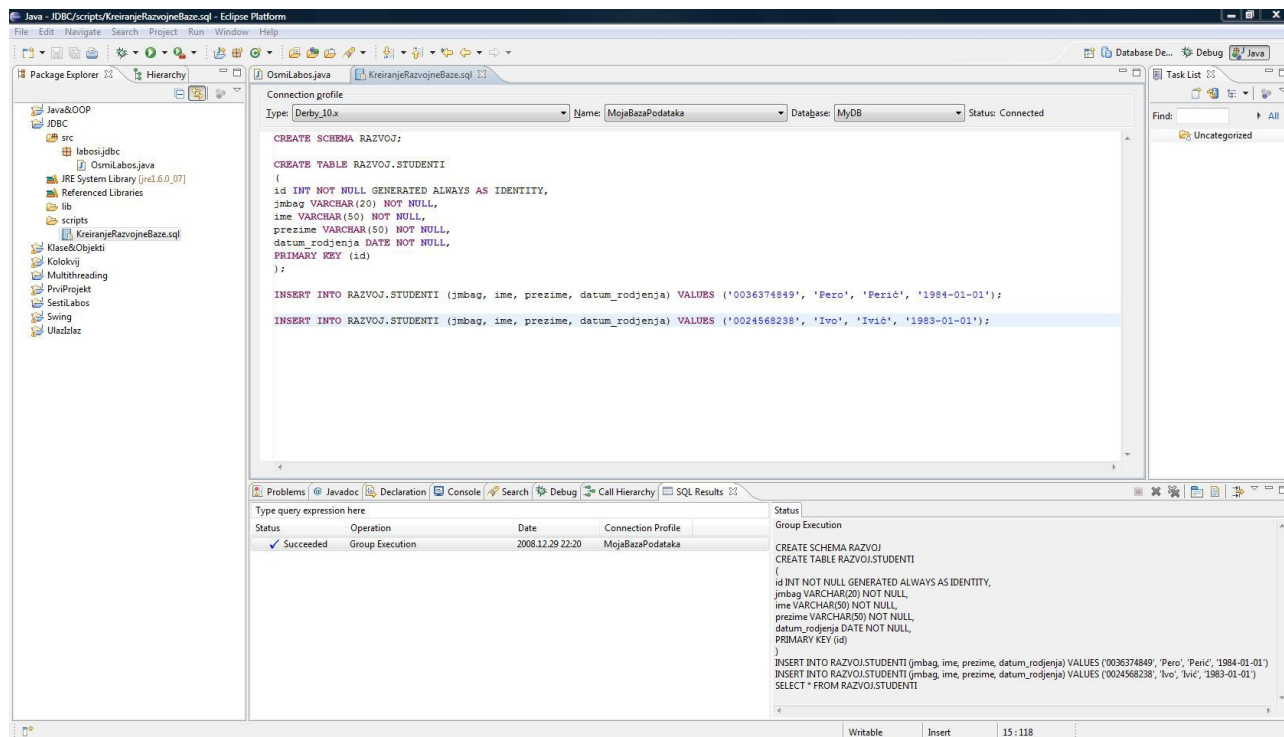 Java - JDBC/scripts/KreiranjeRazvojneBaze.sql - Eclipse Platform
File Edit Navigate Search Project Run Window Help
Database De... Debug Java
Package Explorer Hierarchy
OsmiLabos.java KreiranjeRazvojneBaze.sql
Task List
Java&OOP
JDBC
src
labosi.jdbc
OsmiLabos.java
JRE System Library [jre1.6.0_07]
Referenced Libraries
lib
scripts
KreiranjeRazvojneBaze.sql
Klase&Objekti
Kolokvij
Multithreading
PrviProjekt
SestiLabos
Swing
UlazIzlaz
Connection profile
Type: Derby_10.x Name: MojaBazaPodataka Database: MyDB Status: Connected
CREATE SCHEMA RAZVOJ;
CREATE TABLE RAZVOJ.STUDENTI
(
id INT NOT NULL GENERATED ALWAYS AS IDENTITY,
jmbag VARCHAR(20) NOT NULL,
ime VARCHAR(50) NOT NULL,
prezime VARCHAR(50) NOT NULL,
datum_rodjenja DATE NOT NULL,
PRIMARY KEY (id)
);
INSERT INTO RAZVOJ.STUDENTI (jmbag, ime, prezime, datum_rodjenja) VALUES ('0036374849', 'Pero', 'Perić', '1984-01-01');
INSERT INTO RAZVOJ.STUDENTI (jmbag, ime, prezime, datum_rodjenja) VALUES ('0024568238', 'Ivo', 'Ivić', '1983-01-01');
Find: All
Uncategorized
Problems Javadoc Declaration Console Search Debug Call Hierarchy SQL Results
Type query expression here
Status Operation Date Connection Profile
Succeeded Group Execution 2008.12.29 22:20 MojaBazaPodataka
Status
Group Execution
CREATE SCHEMA RAZVOJ
CREATE TABLE RAZVOJ.STUDENTI
(
id INT NOT NULL GENERATED ALWAYS AS IDENTITY,
jmbag VARCHAR(20) NOT NULL,
ime VARCHAR(50) NOT NULL,
prezime VARCHAR(50) NOT NULL,
datum_rodjenja DATE NOT NULL,
PRIMARY KEY (id)
)
INSERT INTO RAZVOJ.STUDENTI (jmbag, ime, prezime, datum_rodjenja) VALUES ('0036374849', 'Pero', 'Perić', '1984-01-01')
INSERT INTO RAZVOJ.STUDENTI (jmbag, ime, prezime, datum_rodjenja) VALUES ('0024568238', 'Ivo', 'Ivić', '1983-01-01')
SELECT * FROM RAZVOJ.STUDENTI
Writable Insert 15 : 118